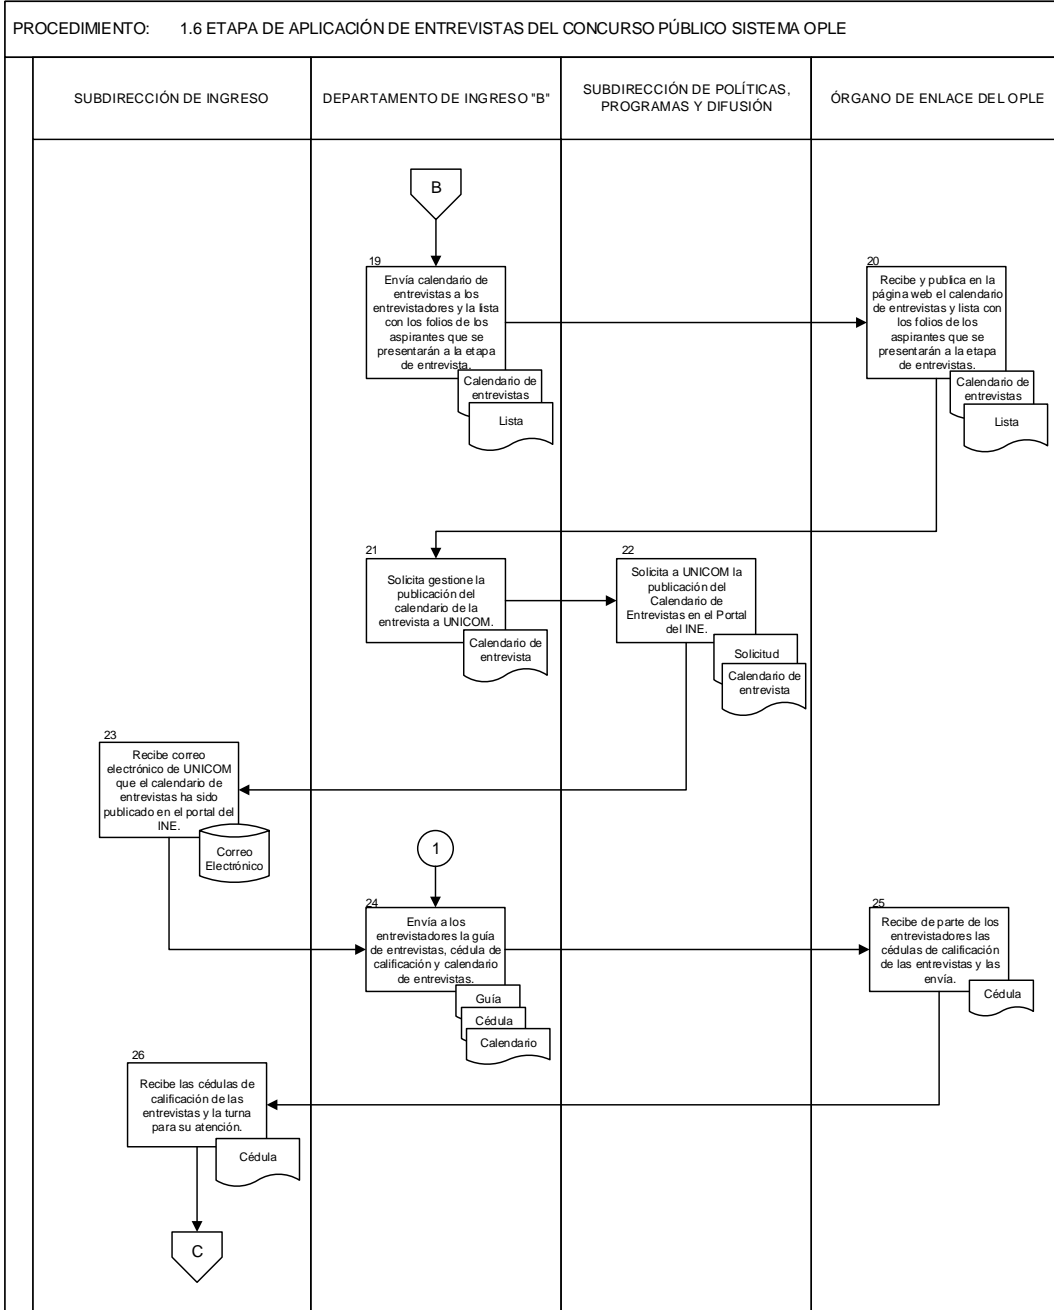 PROCEDIMIENTO: 1.6 ETAPA DE APLICACIÓN DE ENTREVISTAS DEL CONCURSO PÚBLICO SISTEMA OPLE
SUBDIRECCIÓN DE INGRESO
DEPARTAMENTO DE INGRESO "B"
SUBDIRECCIÓN DE POLÍTICAS,
PROGRAMAS Y DIFUSIÓN
ÓRGANO DE ENLACE DEL OPLE
B
19
Envía calendario de
entrevistas a los
entrevistadores y la lista
con los folios de los
aspirantes que se
presentarán a la etapa
de entrevista.
Calendario de
entrevistas
Lista
20
Recibe y publica en la
página web el calendario
de entrevistas y lista con
los folios de los
aspirantes que se
presentarán a la etapa
de entrevistas.
Calendario de
entrevistas
Lista
21
Solicita gestione la
publicación del
calendario de la
entrevista a UNICOM.
Calendario de
entrevista
22
Solicita a UNICOM la
publicación del
Calendario de
Entrevistas en el Portal
del INE.
Solicitud
Calendario de
entrevista
23
Recibe correo
electrónico de UNICOM
que el calendario de
entrevistas ha sido
publicado en el portal del
INE.
Correo
Electrónico
1
24
Envía a los
entrevistadores la guía
de entrevistas, cédula de
calificación y calendario
de entrevistas.
Guía
Cédula
Calendario
25
Recibe de parte de los
entrevistadores las
cédulas de calificación
de las entrevistas y las
envía.
Cédula
26
Recibe las cédulas de
calificación de las
entrevistas y la turna
para su atención.
Cédula
C